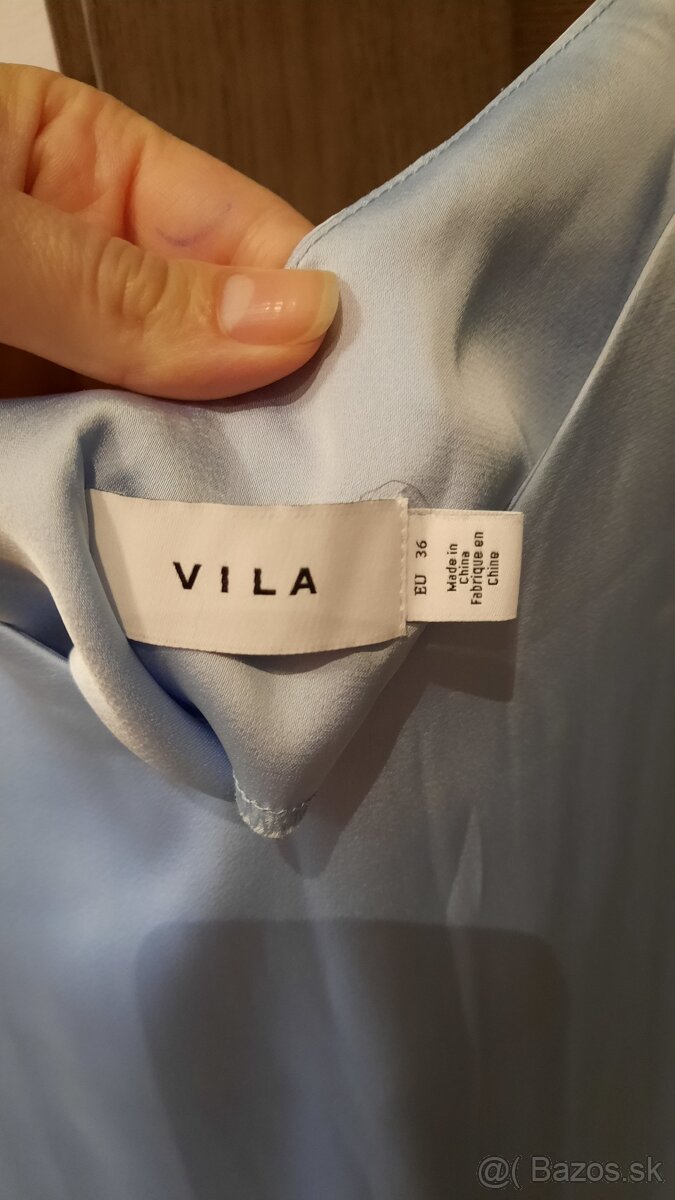 VILA
EU 36
Made in
China
Fabrique en
Chine
@( Bazos.sk